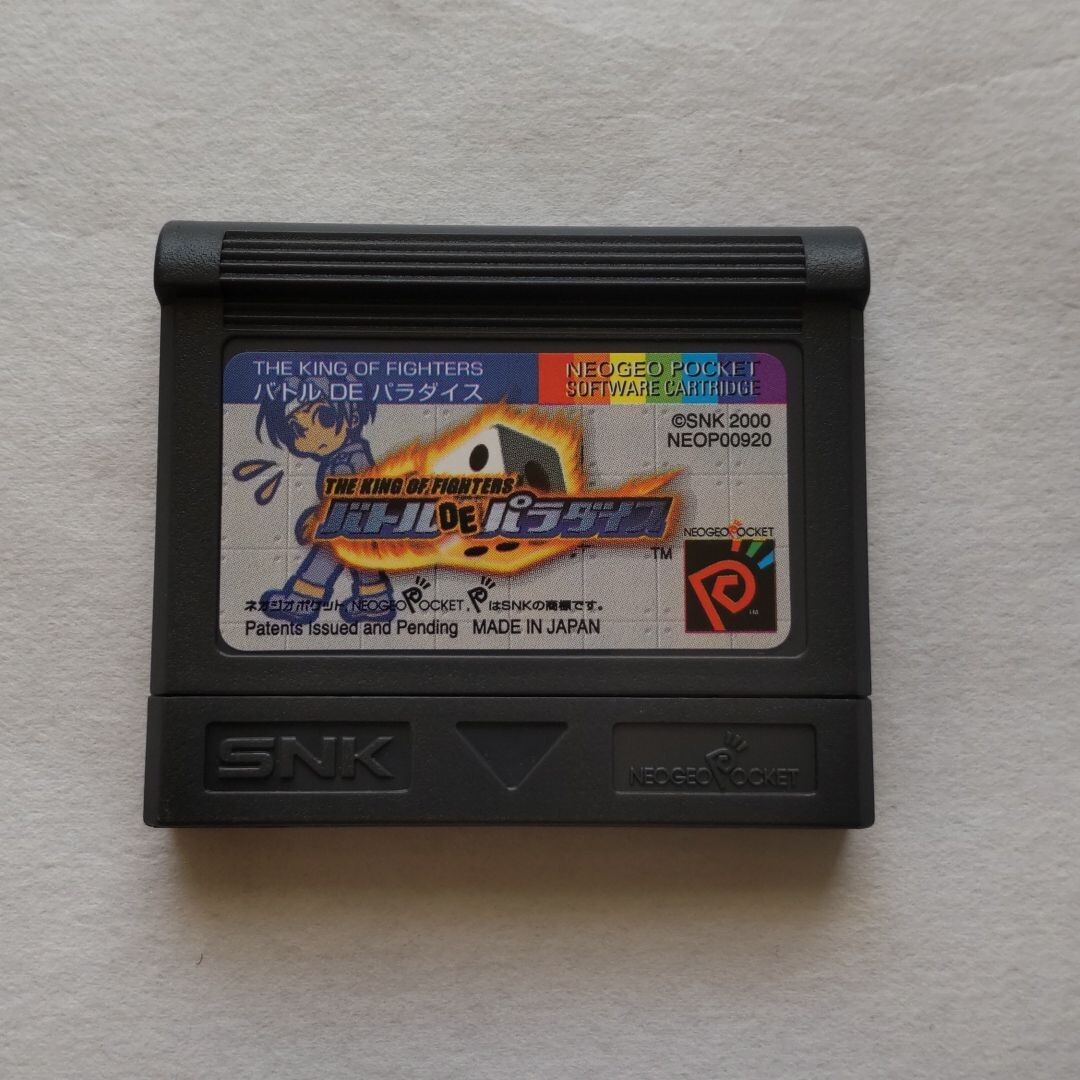 THE KING OF FIGHTERS
バトル DE パラダイス
NEOGEO POCKET
SOFTWARE CARTRIDGE
©SNK 2000
NEOP00920
THE KING OF FIGHTERS
バトル DE パラダイス
TM
NEOGEO POCKET
TM
ネオジオポケット, NEOGEO POCKET, PはSNKの商標です。
Patents Issued and Pending MADE IN JAPAN
SNK
NEOGEO POCKET